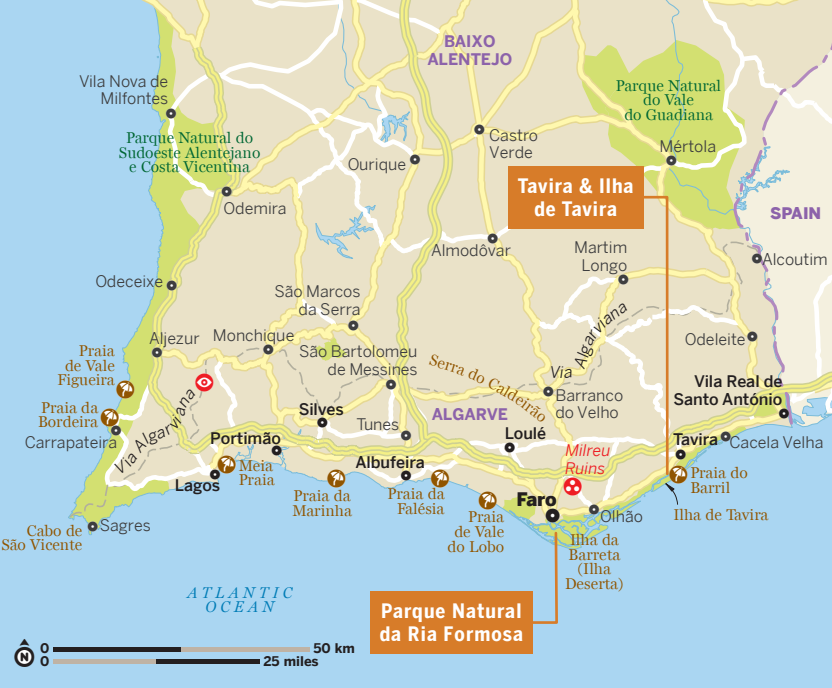 BAIXO
ALENTEJO
Vila Nova de
Milfontes
Parque Natural
do Vale
do Guadiana
Parque Natural do
Sudoeste Alentejano
e Costa Vicentina
Castro
Verde
Mértola
Ourique
Tavira & Ilha
de Tavira
Odemira
SPAIN
Almodôvar
Martim
Longo
Alcoutim
Odeceixe
São Marcos
da Serra
Aljezur
Monchique
Odeleite
Praia
de Vale
Figueira
São Bartolomeu
de Messines
Serra do Caldeirão
Via Algarviana
Vila Real de
Santo António
Praia da
Bordeira
Via Algarviana
Silves
ALGARVE
Barranco
do Velho
Carrapateira
Tunes
Portimão
Loulé
Tavira
Cacela Velha
Milreu
Ruins
Meia
Praia
Albufeira
Praia do
Barril
Lagos
Praia da
Marinha
Praia da
Falésia
Faro
Olhão
Ilha de Tavira
Sagres
Cabo de
São Vicente
Praia
de Vale
do Lobo
Ilha da
Barreta
(Ilha
Deserta)
ATLANTIC
OCEAN
Parque Natural
da Ria Formosa
N
0 50 km
0 25 miles